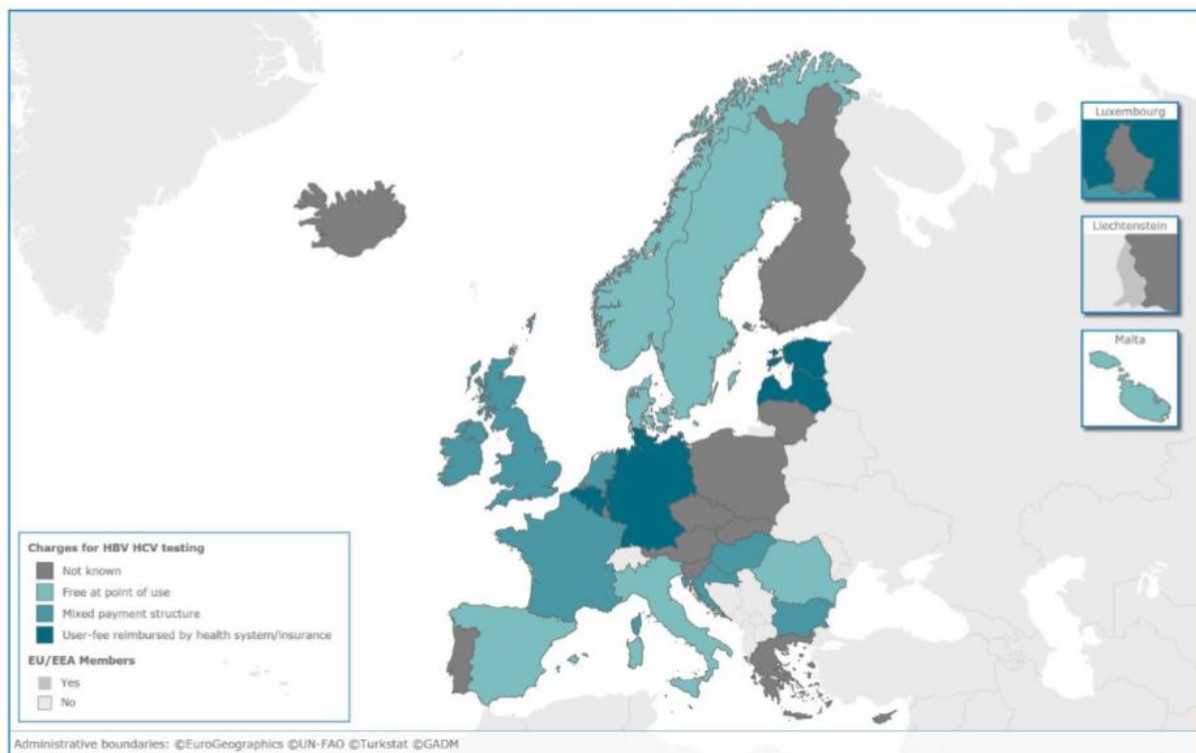 Luxembourg
Liechtenstein
Malta
Charges for HBV HCV testing
Not known
Free at point of use
Mixed payment structure
User-fee reimbursed by health system/insurance
EU/EEA Members
Yes
No
Administrative boundaries: ©EuroGeographics ©UN-FAO ©Turkstat ©GADM